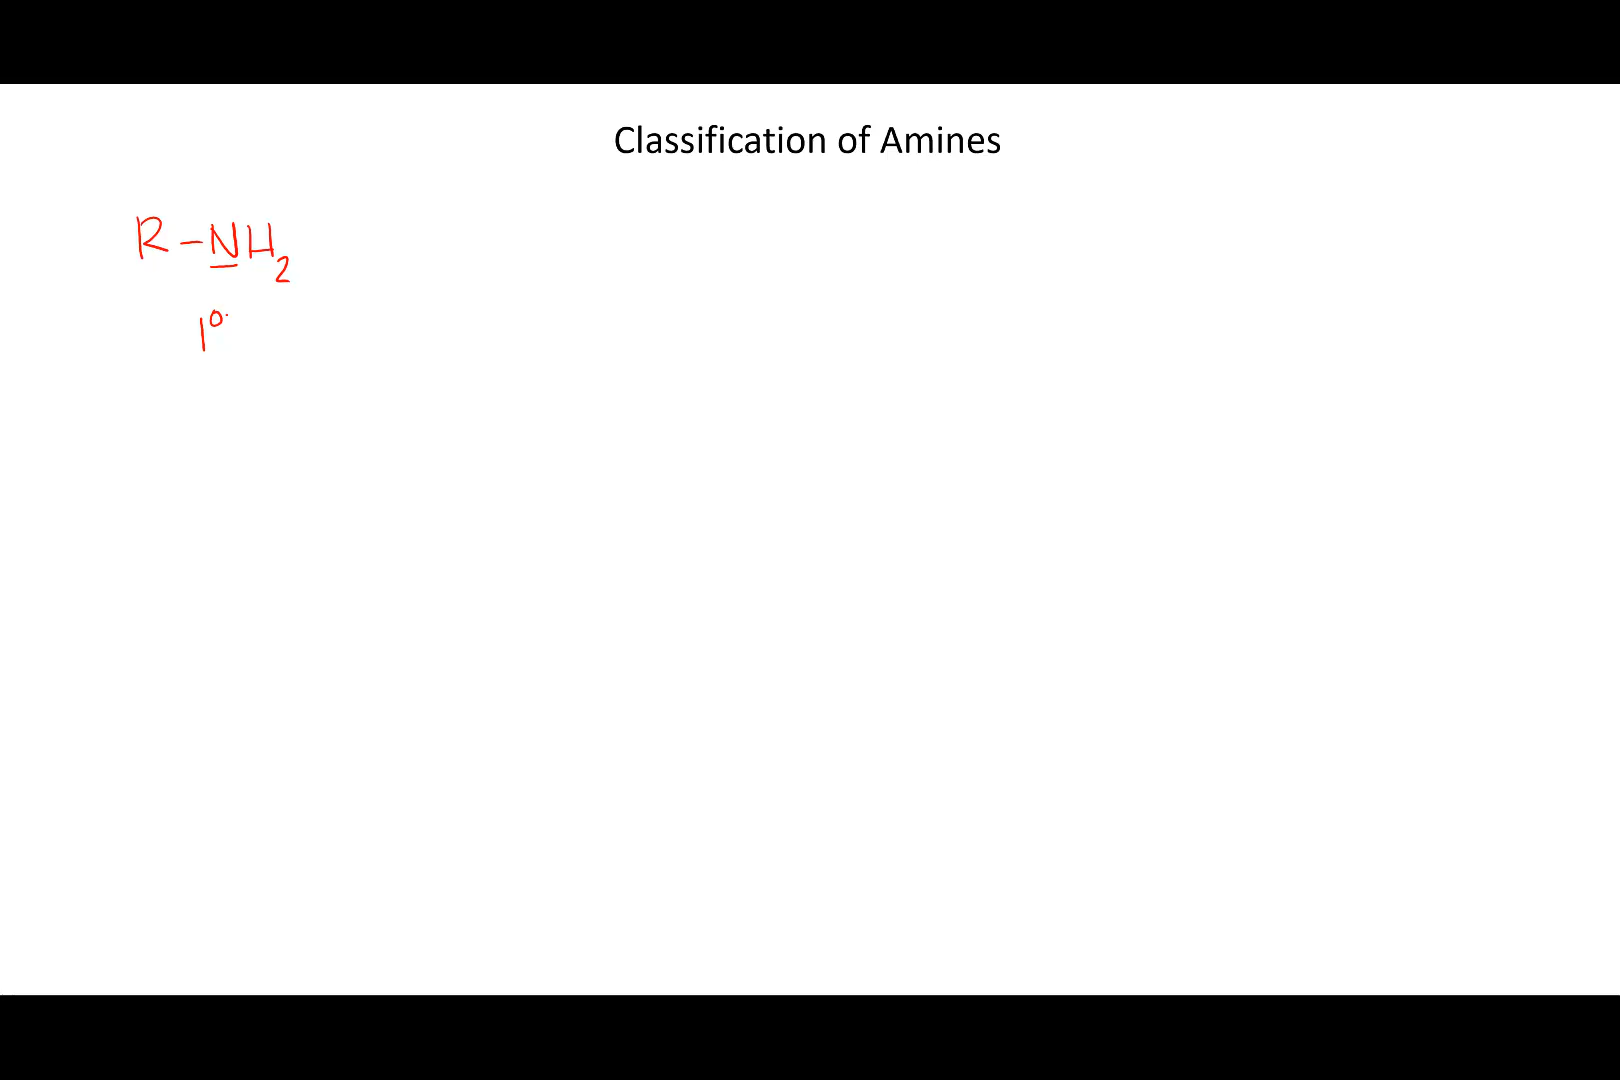 Classification of Amines
R-NH₂
1°